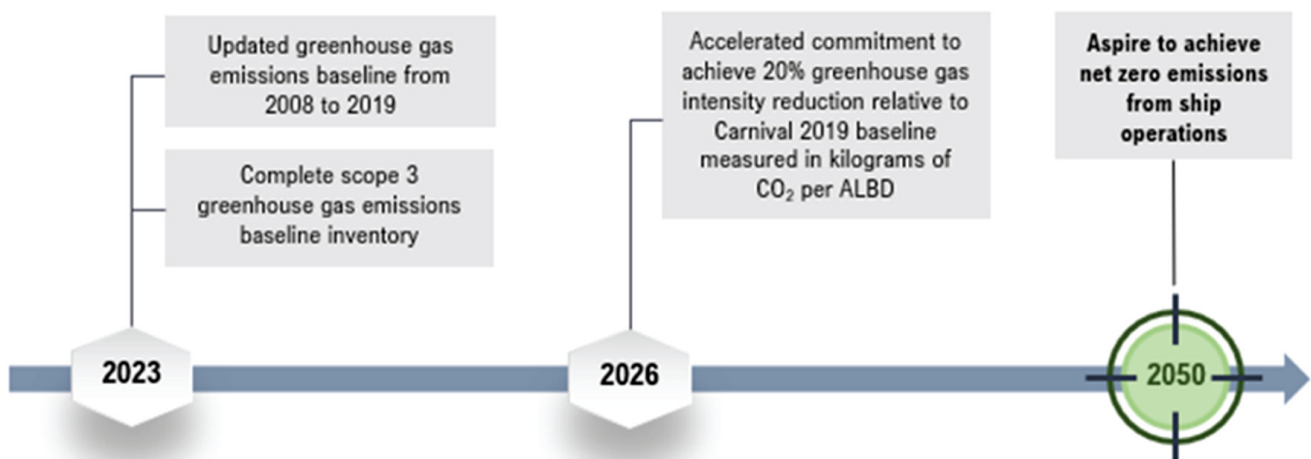 Updated greenhouse gas
emissions baseline from
2008 to 2019
Complete scope 3
greenhouse gas emissions
baseline inventory
Accelerated commitment to
achieve 20% greenhouse gas
intensity reduction relative to
Carnival 2019 baseline
measured in kilograms of
CO₂ per ALBD
Aspire to achieve
net zero emissions
from ship
operations
2023
2026
2050